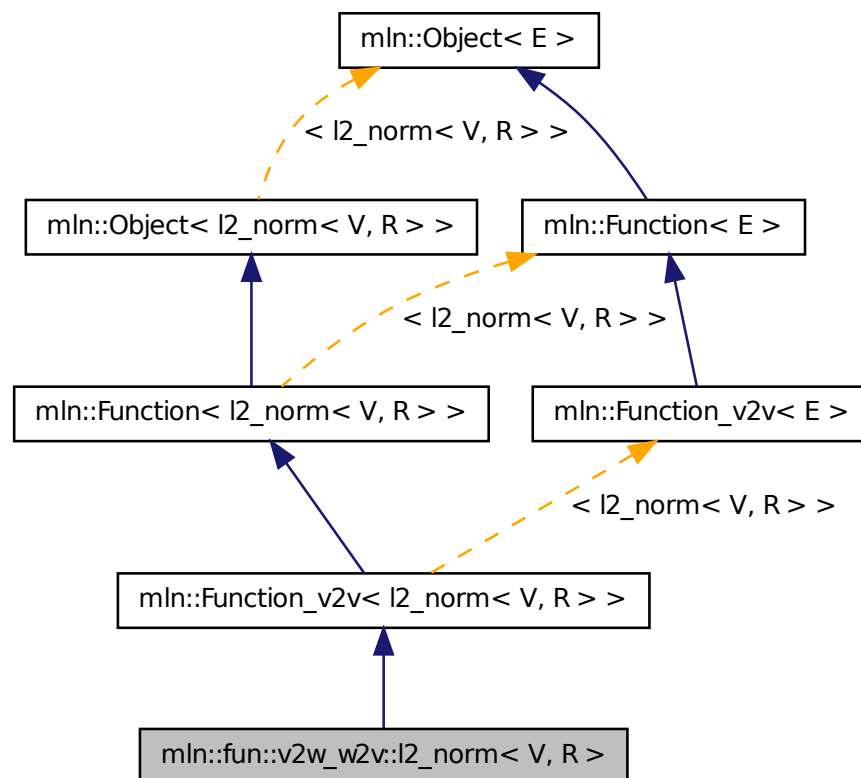 mln::Object< E >
< l2_norm< V, R > >
mln::Object< l2_norm< V, R > >
mln::Function< E >
< l2_norm< V, R > >
mln::Function< l2_norm< V, R > >
mln::Function_v2v< E >
< l2_norm< V, R > >
mln::Function_v2v< l2_norm< V, R > >
mln::fun::v2w_w2v::l2_norm< V, R >